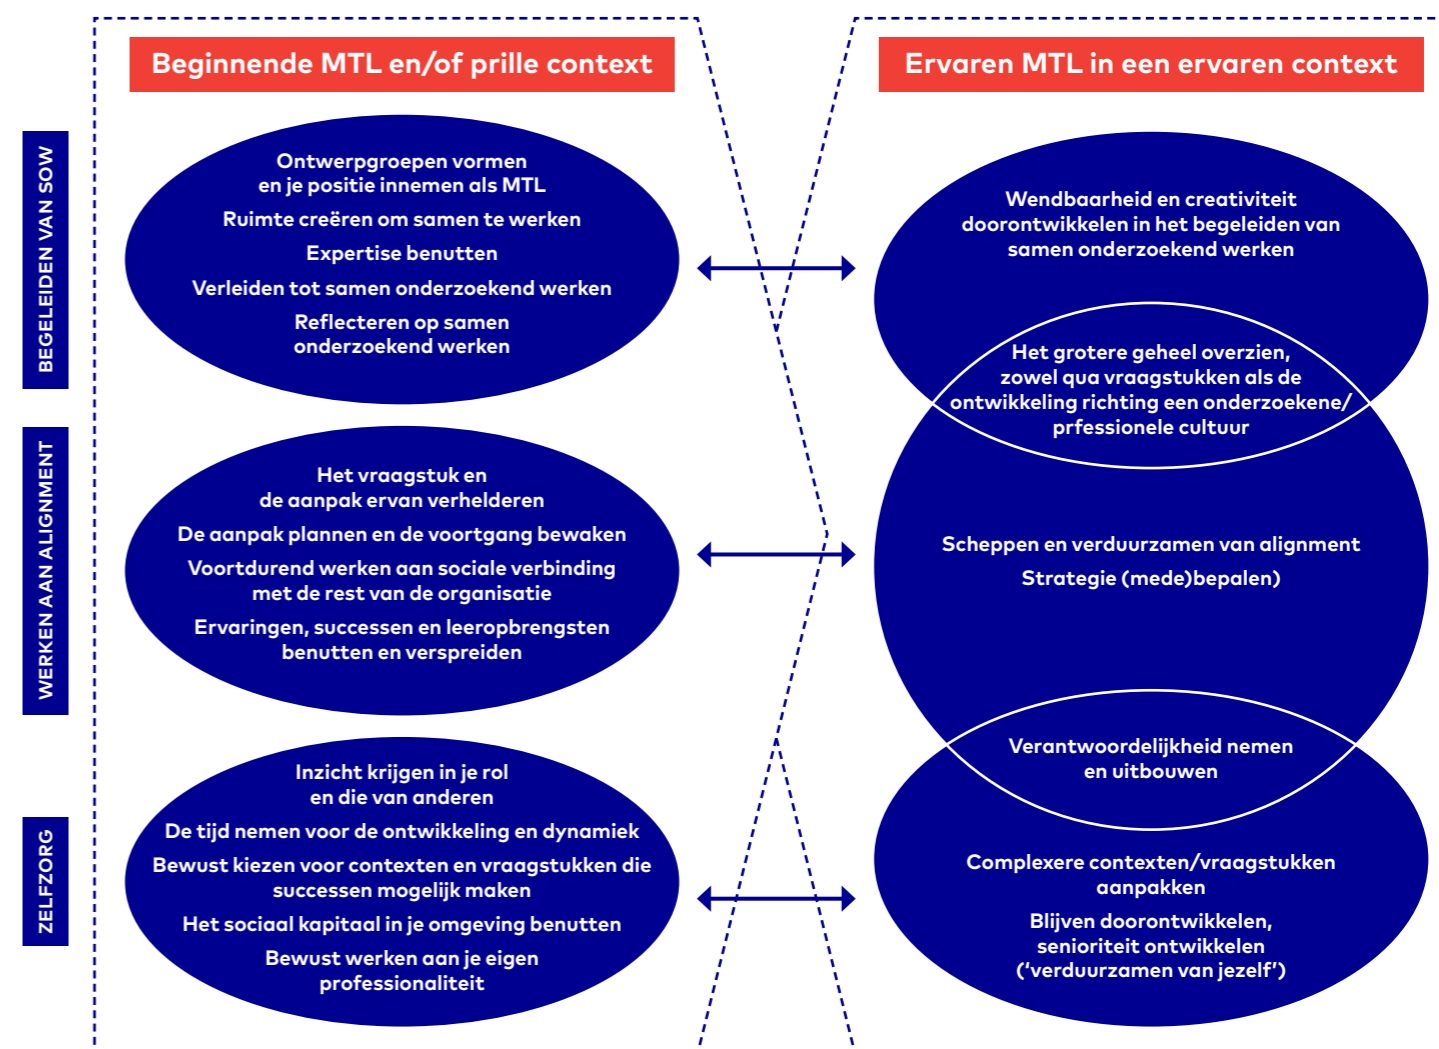 Beginnende MTL en/of prille context
Ervaren MTL in een ervaren context
BEGELEIDEN VAN SOW
Ontwerpgroepen vormen
en je positie innemen als MTL
Ruimte creëren om samen te werken
Expertise benutten
Verleiden tot samen onderzoekend werken
Reflecteren op samen
onderzoekend werken
Wendbaarheid en creativiteit
doorontwikkelen in het begeleiden van
samen onderzoekend werken
Het grotere geheel overzien,
zowel qua vraagstukken als de
ontwikkeling richting een onderzoekene/
prfessionele cultuur
WERKEN AAN ALIGNMENT
Het vraagstuk en
de aanpak ervan verhelderen
De aanpak plannen en de voortgang bewaken
Voortdurend werken aan sociale verbinding
met de rest van de organisatie
Ervaringen, successen en leeropbrengsten
benutten en verspreiden
Scheppen en verduurzamen van alignment
Strategie (mede)bepalen)
Verantwoordelijkheid nemen
en uitbouwen
ZELFZORG
Inzicht krijgen in je rol
en die van anderen
De tijd nemen voor de ontwikkeling en dynamiek
Bewust kiezen voor contexten en vraagstukken die
successen mogelijk maken
Het sociaal kapitaal in je omgeving benutten
Bewust werken aan je eigen
professionaliteit
Complexere contexten/vraagstukken
aanpakken
Blijven doorontwikkelen,
senioriteit ontwikkelen
(‘verduurzamen van jezelf’)